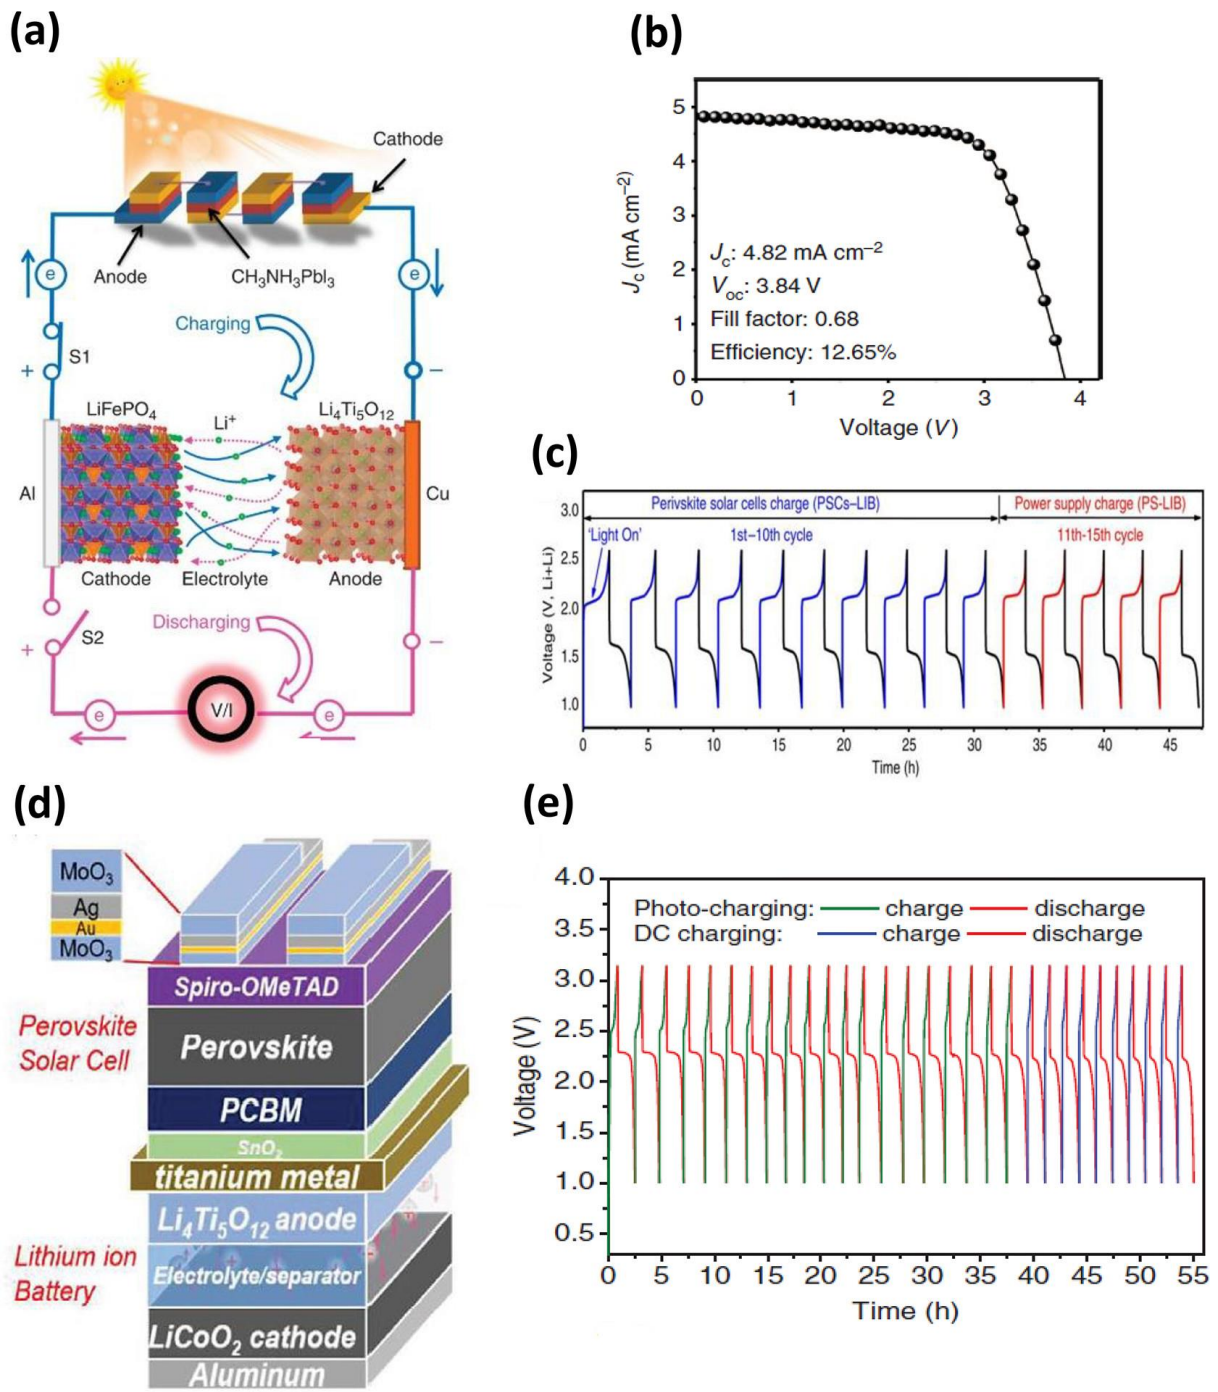 (a)
Cathode
Anode
CH3NH3PbI3
e
e
Charging
S1
+
−
LiFePO4
Li+
Li4Ti5O12
Al
Cu
Cathode
Electrolyte
Anode
Discharging
S2
+
−
V/I
e
e
(b)
5
4
3
2
1
0
Jc (mA cm−2)
Jc: 4.82 mA cm−2
Voc: 3.84 V
Fill factor: 0.68
Efficiency: 12.65%
0 1 2 3 4
Voltage (V)
(c)
Perivskite solar cells charge (PSCs–LIB)
Power supply charge (PS-LIB)
'Light On'
1st–10th cycle
11th-15th cycle
3.0
2.5
2.0
1.5
1.0
Voltage (V, Li+Li)
0 5 10 15 20 25 30 35 40 45
Time (h)
(d)
MoO3
Ag
Au
MoO3
Spiro-OMeTAD
Perovskite
Solar Cell
Perovskite
PCBM
SnO2
titanium metal
Li4Ti5O12 anode
Lithium ion
Battery
Electrolyte/separator
LiCoO2 cathode
Aluminum
(e)
4.0
3.5
3.0
2.5
2.0
1.5
1.0
0.5
Voltage (V)
Photo-charging: charge discharge
DC charging: charge discharge
0 5 10 15 20 25 30 35 40 45 50 55
Time (h)